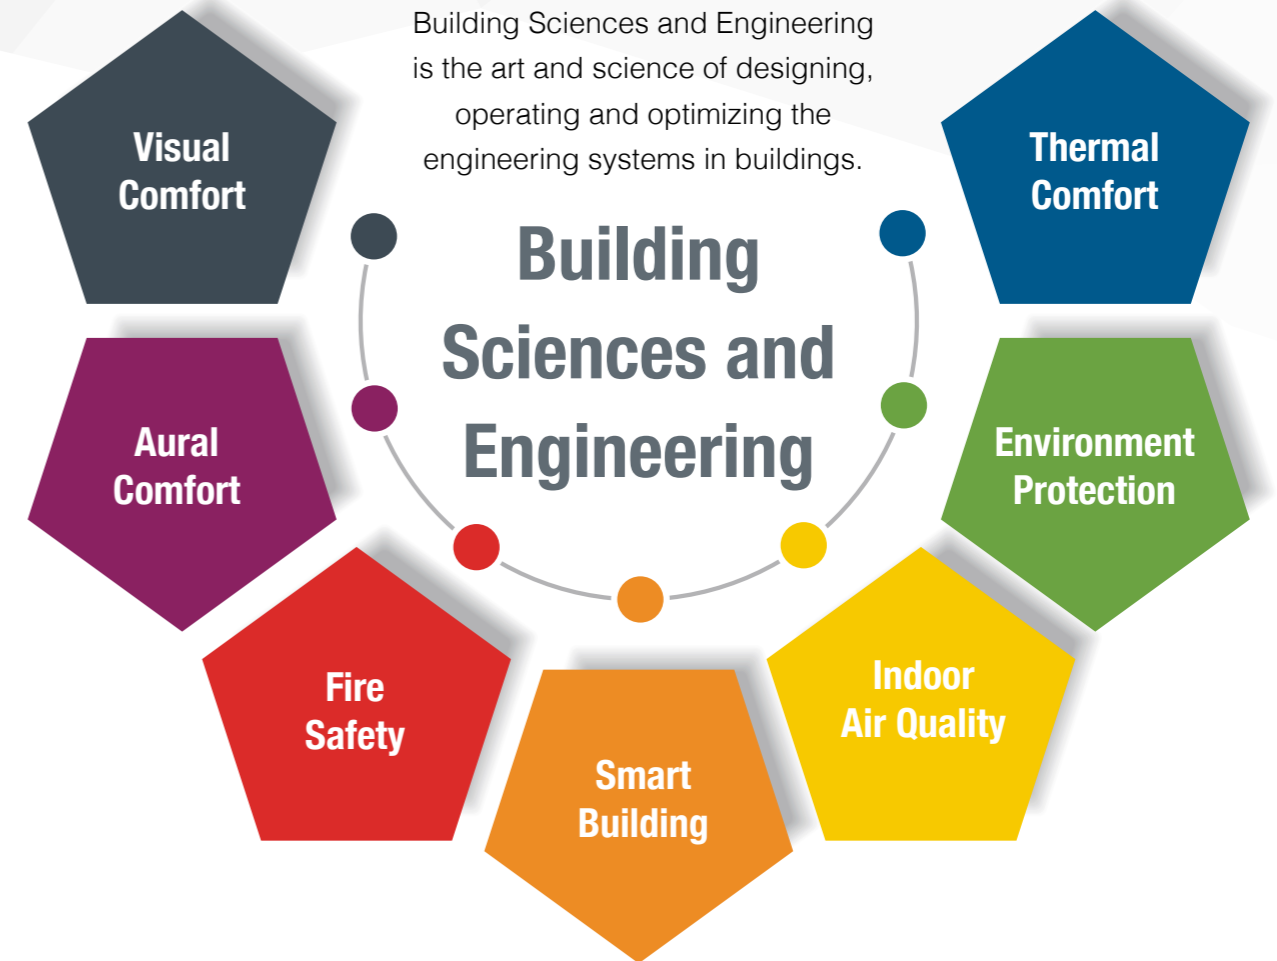 Building Sciences and Engineering
is the art and science of designing,
operating and optimizing the
engineering systems in buildings.
Building
Sciences and
Engineering
Visual
Comfort
Aural
Comfort
Fire
Safety
Smart
Building
Indoor
Air Quality
Environment
Protection
Thermal
Comfort